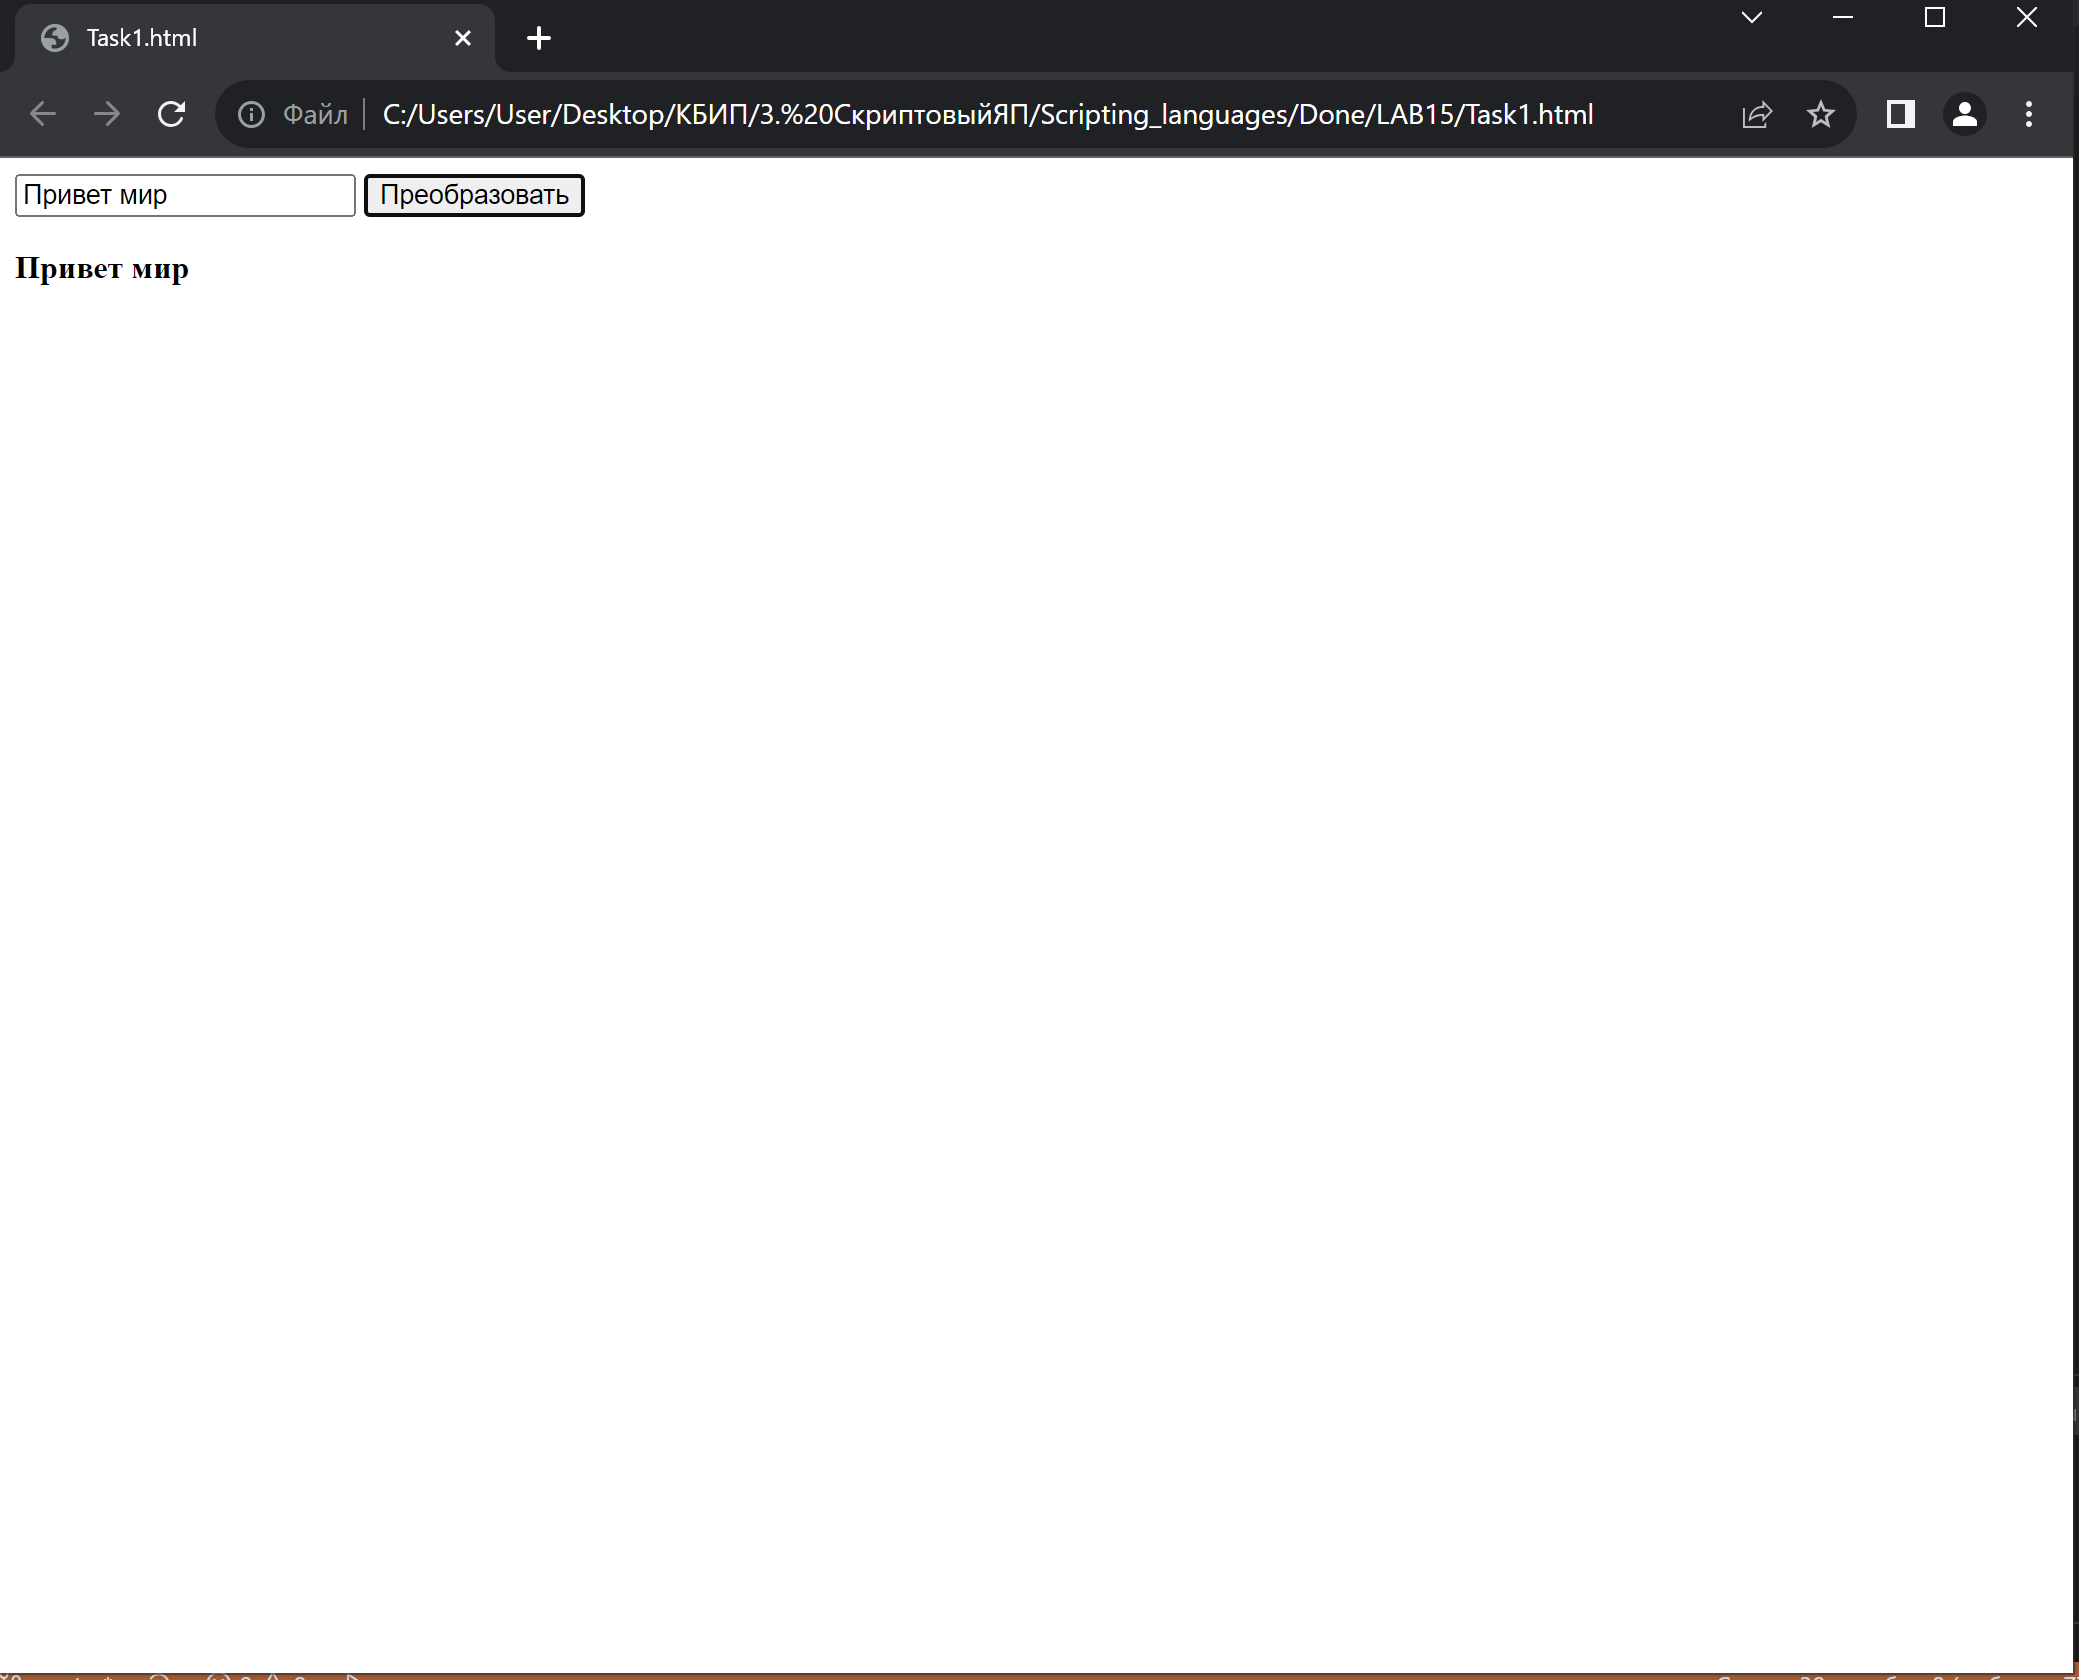 Task1.html
Файл C:/Users/User/Desktop/КБИП/3.%20СкриптовыйЯП/Scripting_languages/Done/LAB15/Task1.html
Привет мир Преобразовать
Привет мир